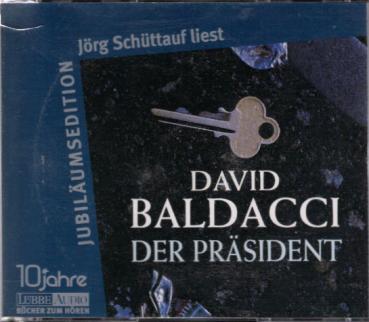 Jörg Schüttauf liest
JUBILÄUMSEDITION
DAVID
BALDACCI
DER PRÄSIDENT
10 jahre
LÜBBE AUDIO
BÜCHER ZUM HÖREN